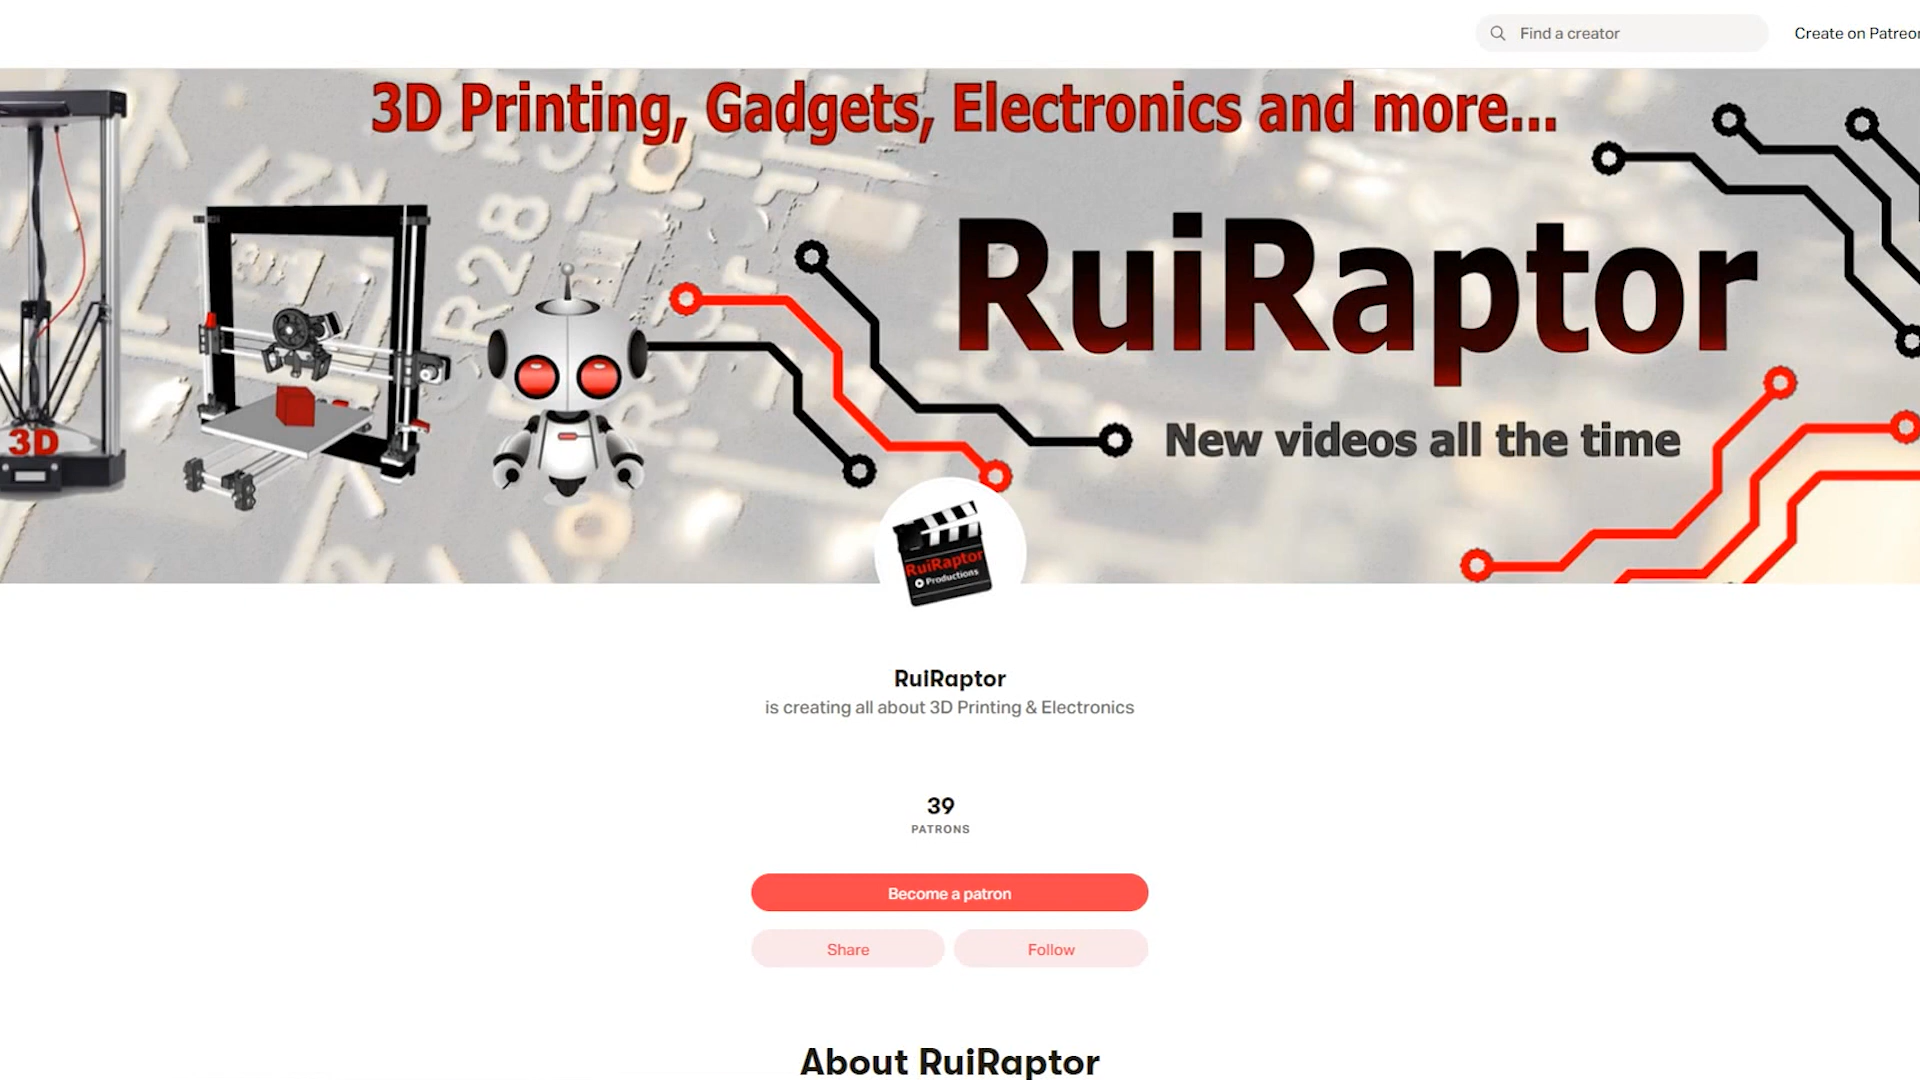 Find a creator
Create on Patreon
3D Printing, Gadgets, Electronics and more...
R28
RuiRaptor
3D
New videos all the time
RuiRaptor
Productions
RuiRaptor
is creating all about 3D Printing & Electronics
39
PATRONS
Become a patron
Share
Follow
About RuiRaptor